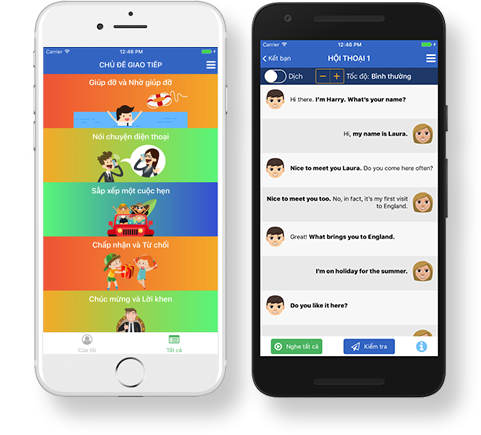 Carrier 12:46 PM
CHỦ ĐỀ GIAO TIẾP
Giúp đỡ và Nhờ giúp đỡ
Nói chuyện điện thoại
Sắp xếp một cuộc hẹn
Chấp nhận và Từ chối
Chúc mừng và Lời khen
Của tôi
Tất cả
Carrier 12:46 PM
Kết bạn
HỘI THOẠI 1
Dịch
Tốc độ: Bình thường
Hi there. I'm Harry. What's your name?
Hi, my name is Laura.
Nice to meet you Laura. Do you come here often?
Nice to meet you too. No, in fact, it's my first visit
to England.
Great! What brings you to England.
I'm on holiday for the summer.
Do you like it here?
Nghe tất cả
Kiểm tra